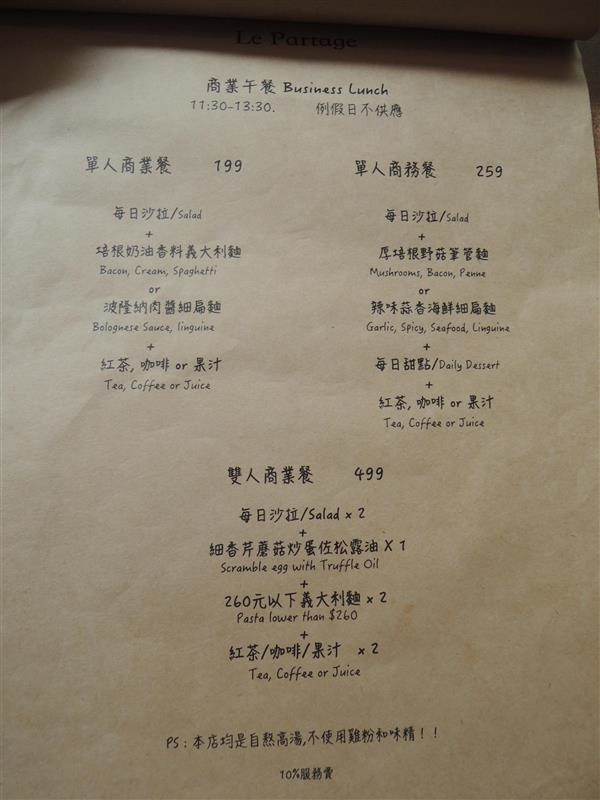 Le Partage
商業午餐 Business Lunch
11:30-13:30. 例假日不供應
單人商業餐 199
每日沙拉/Salad
+
培根奶油香料義大利麵
Bacon, Cream, Spaghetti
or
波隆納肉醬細扁麵
Bolognese Sauce, linguine
+
紅茶, 咖啡 or 果汁
Tea, Coffee or Juice
單人商務餐 259
每日沙拉/Salad
+
厚培根野菇筆管麵
Mushrooms, Bacon, Penne
or
辣味蒜香海鮮細扁麵
Garlic, Spicy, Seafood, Linguine
+
每日甜點/Daily Dessert
+
紅茶, 咖啡 or 果汁
Tea, Coffee or Juice
雙人商業餐 499
每日沙拉/Salad x 2
+
細香芹蘑菇炒蛋佐松露油 X 1
Scramble egg with Truffle Oil
+
260元以下義大利麵 x 2
Pasta lower than $260
+
紅茶/咖啡/果汁 x 2
Tea, Coffee or Juice
PS : 本店均是自熬高湯,不使用雞粉和味精！！
10%服務費